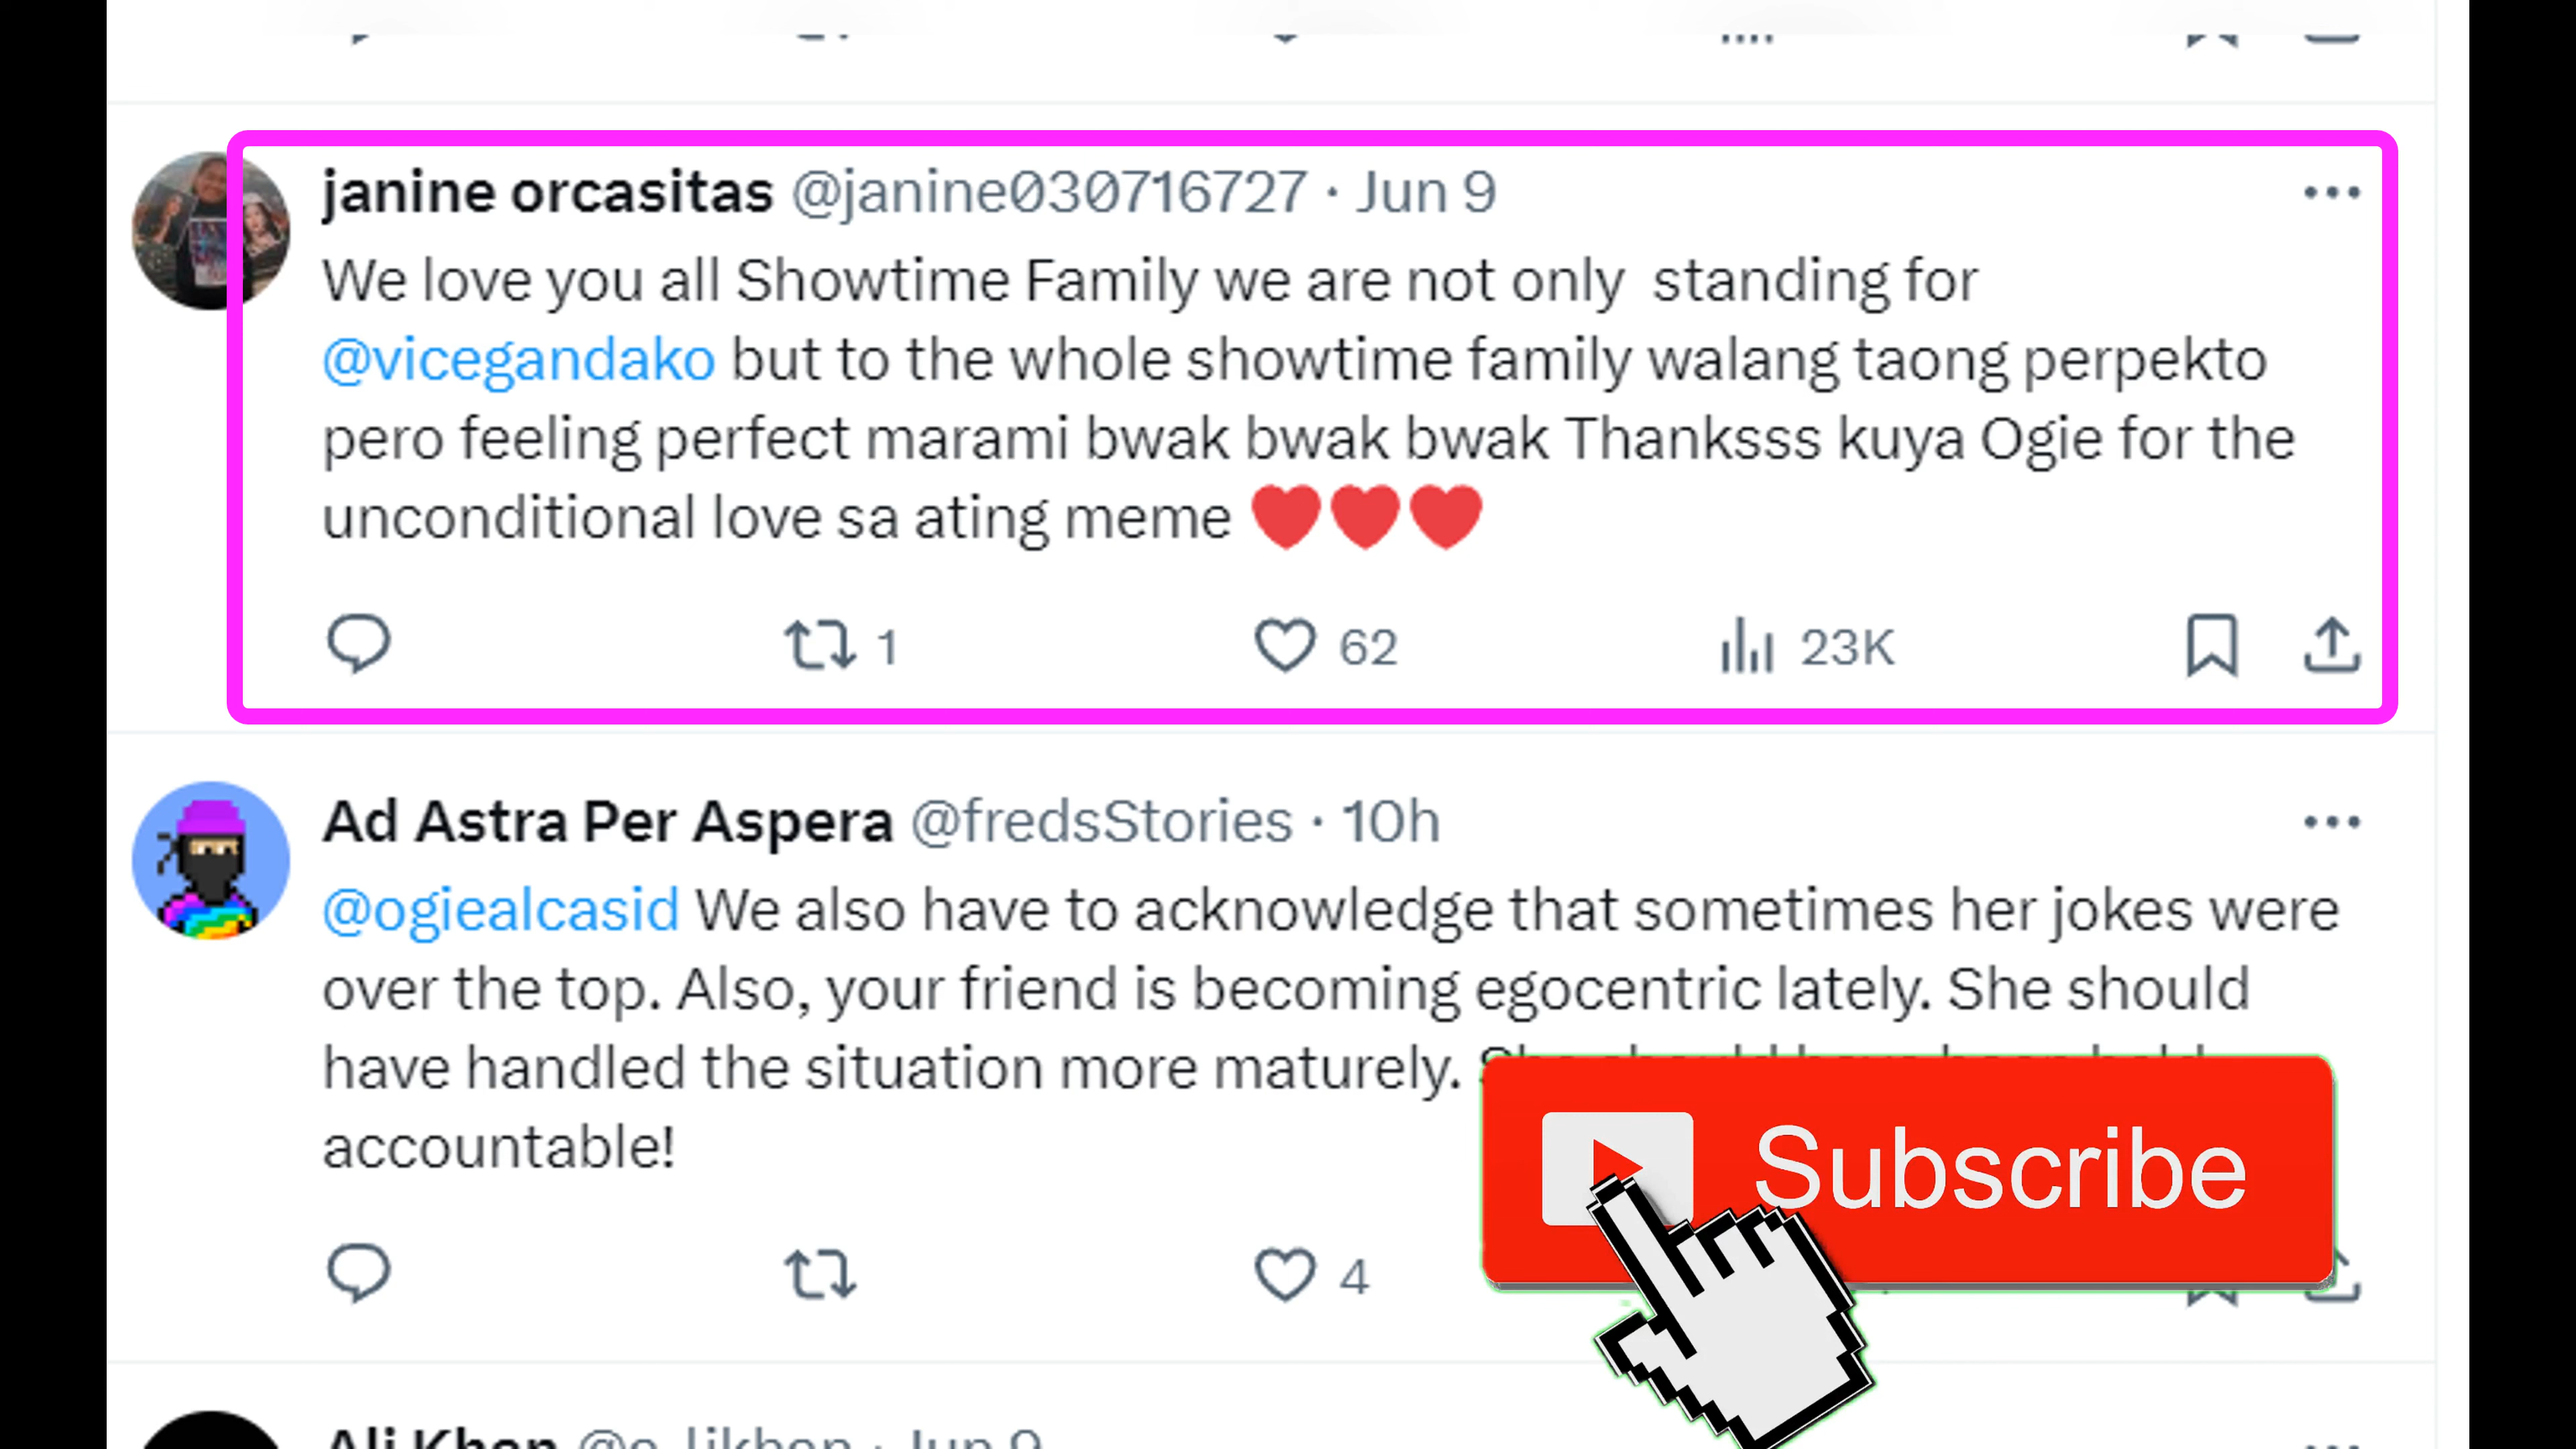 janine orcasitas @janine030716727 · Jun 9
We love you all Showtime Family we are not only standing for
@vicegandako but to the whole showtime family walang taong perpekto
pero feeling perfect marami bwak bwak bwak Thanksss kuya Ogie for the
unconditional love sa ating meme ❤️❤️❤️
1 62 23K
Ad Astra Per Aspera @fredsStories · 10h
@ogiealcasid We also have to acknowledge that sometimes her jokes were
over the top. Also, your friend is becoming egocentric lately. She should
have handled the situation more maturely.
accountable!
Subscribe
4
Ali Khan · Jun 9